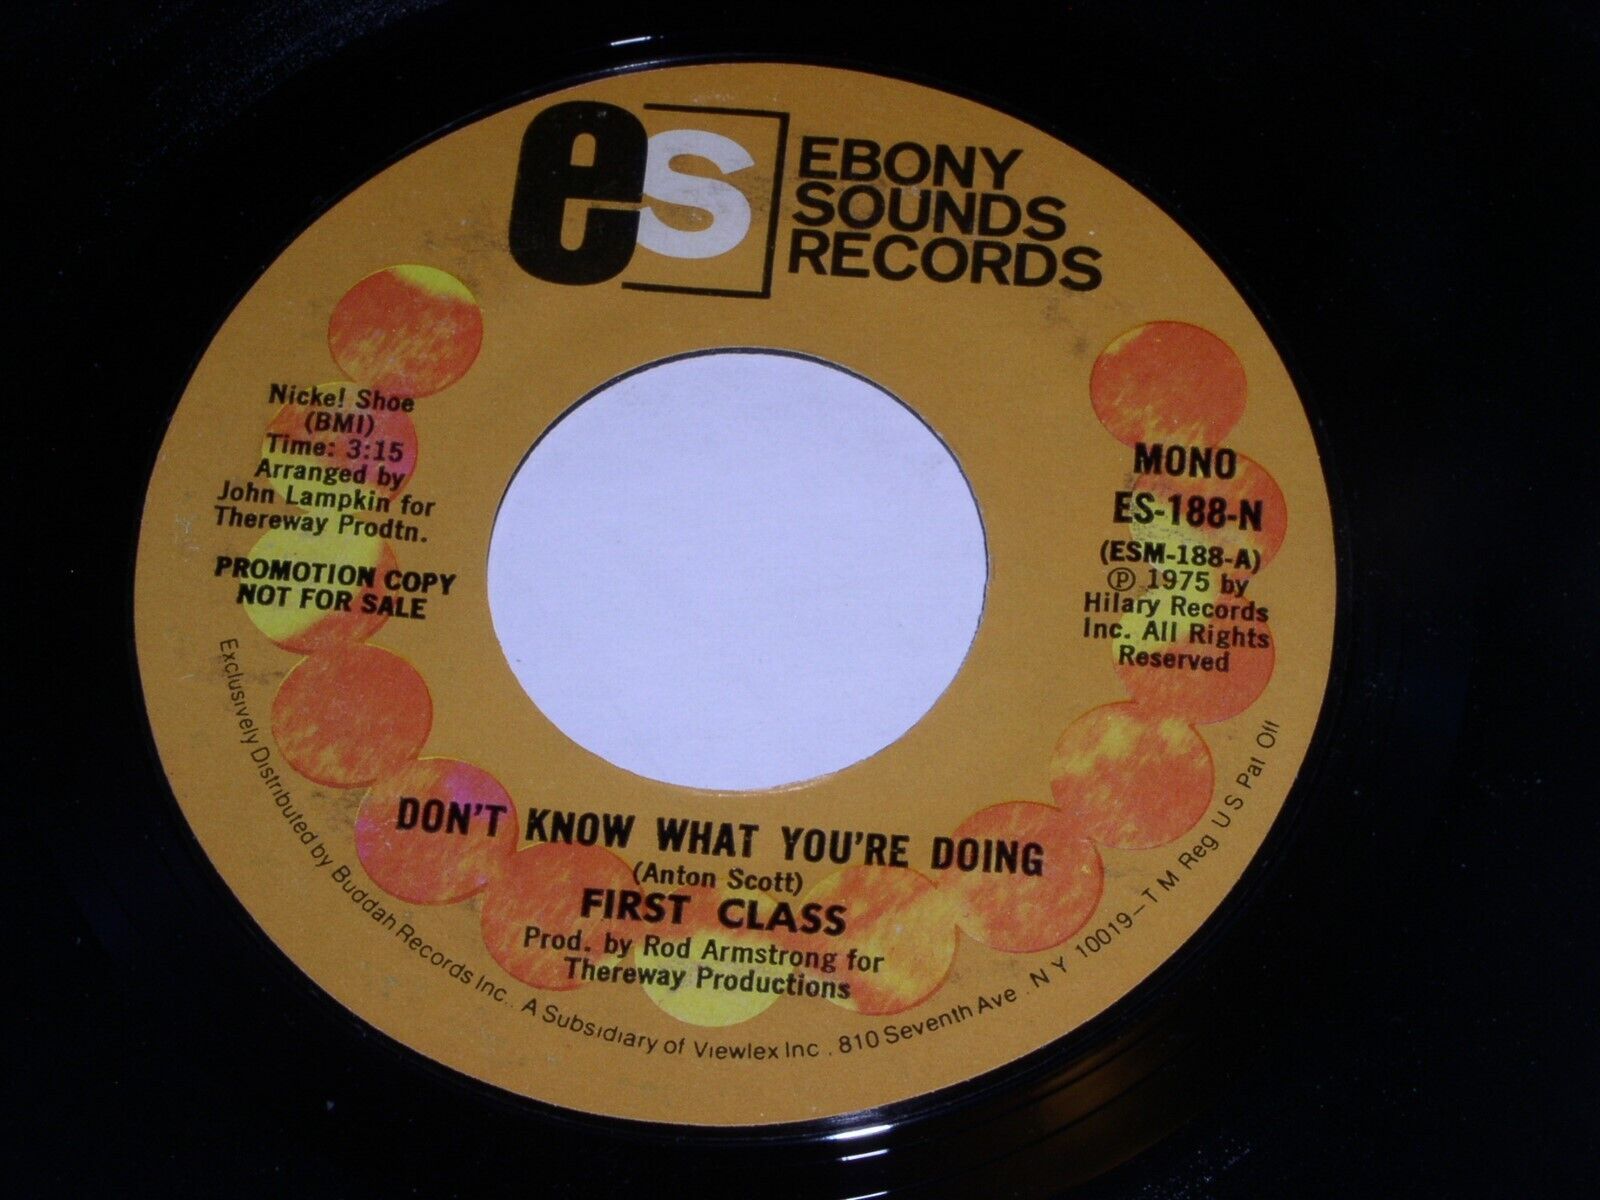 es
EBONY
SOUNDS
RECORDS
Nickel Shoe
(BMI)
Time: 3:15
Arranged by
John Lampkin for
Thereway Prodtn.
PROMOTION COPY
NOT FOR SALE
MONO
ES-188-N
(ESM-188-A)
℗ 1975 by
Hilary Records
Inc. All Rights
Reserved
DON'T KNOW WHAT YOU'RE DOING
(Anton Scott)
FIRST CLASS
Prod. by Rod Armstrong for
Thereway Productions
Exclusively Distributed by Buddah Records Inc.. A Subsidiary of Viewlex Inc . 810 Seventh Ave . N Y 10019–T M Reg U S Pat Off